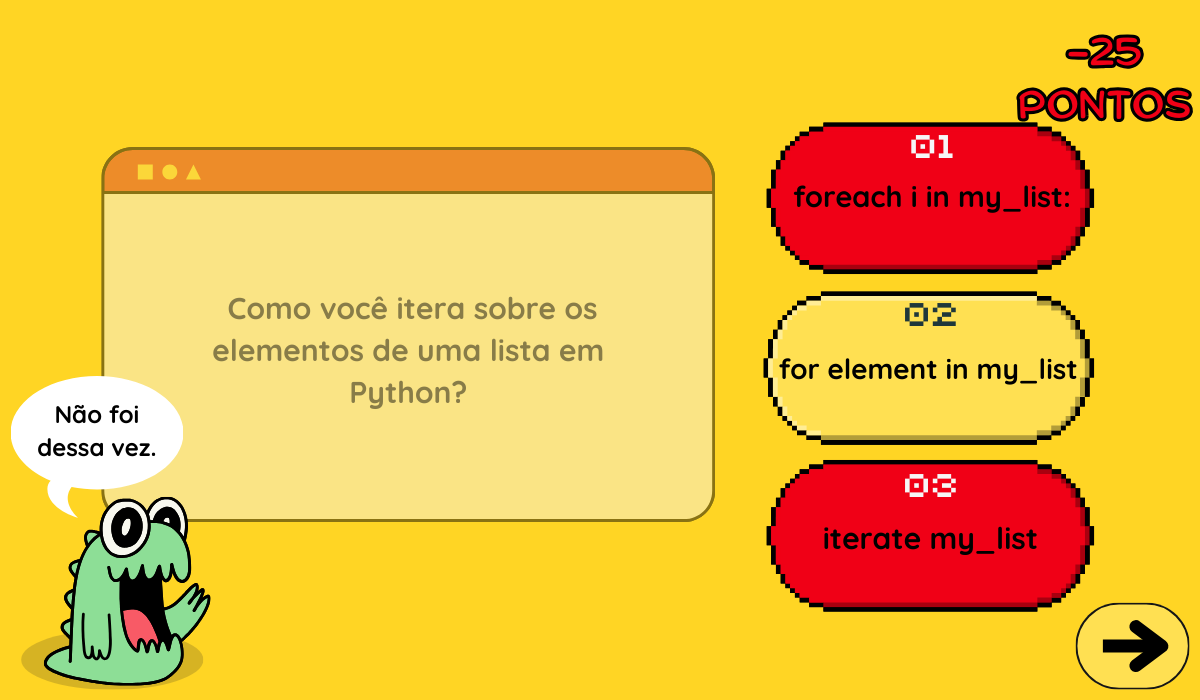 -25
PONTOS
01
foreach i in my_list:
Como você itera sobre os
elementos de uma lista em
Python?
02
for element in my_list
Não foi
dessa vez.
03
iterate my_list